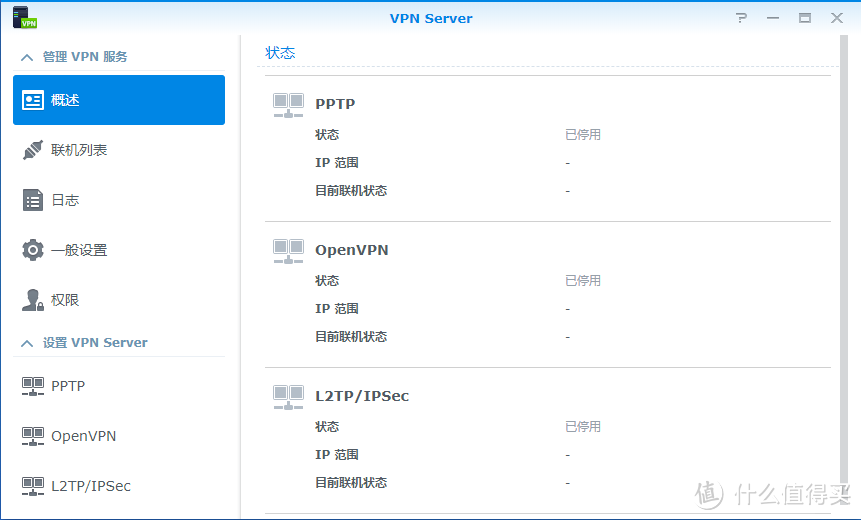 VPN Server
VPN
管理 VPN 服务
概述
联机列表
日志
一般设置
权限
设置 VPN Server
PPTP
OpenVPN
L2TP/IPSec
状态
PPTP
状态 已停用
IP 范围 -
目前联机状态 -
OpenVPN
状态 已停用
IP 范围 -
目前联机状态 -
L2TP/IPSec
状态 已停用
IP 范围 -
目前联机状态 -
值 什么值得买